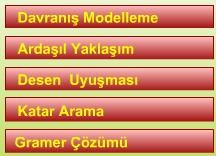 Davranış Modelleme
Ardaşıl Yaklaşım
Desen Uyuşması
Katar Arama
Gramer Çözümü